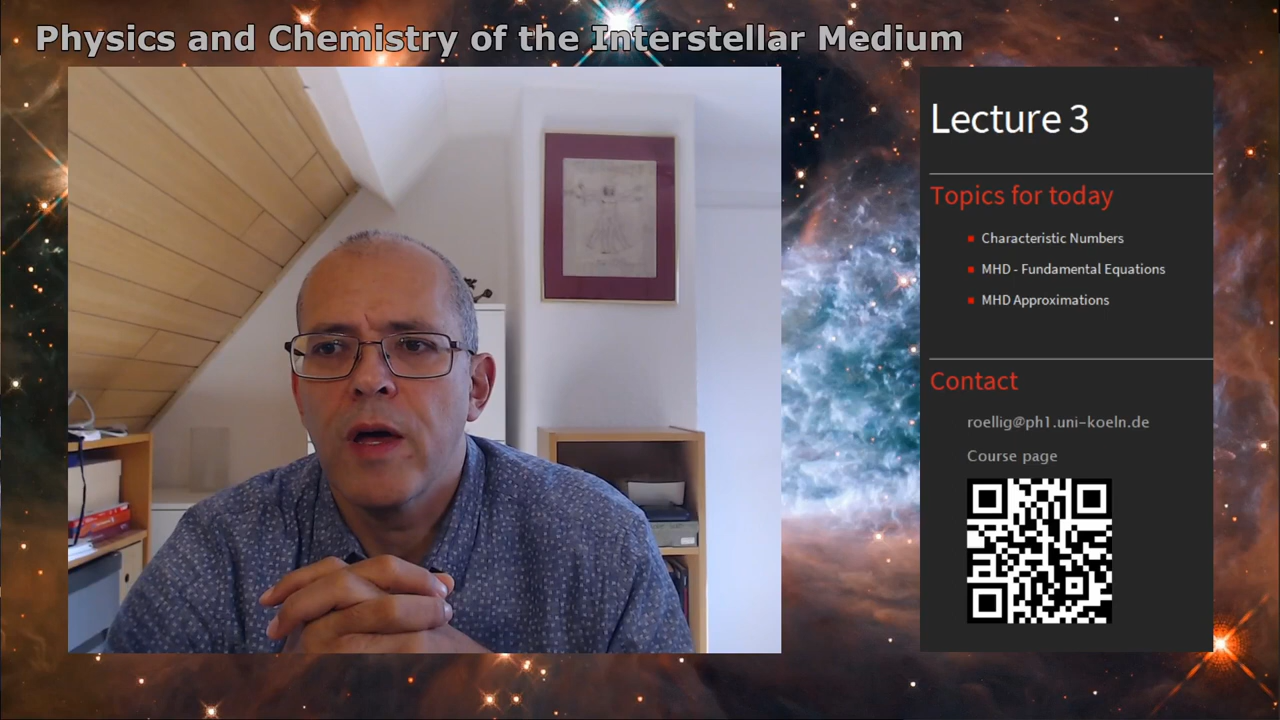 Physics and Chemistry of the Interstellar Medium
Lecture 3
Topics for today
Characteristic Numbers
MHD - Fundamental Equations
MHD Approximations
Contact
roellig@ph1.uni-koeln.de
Course page